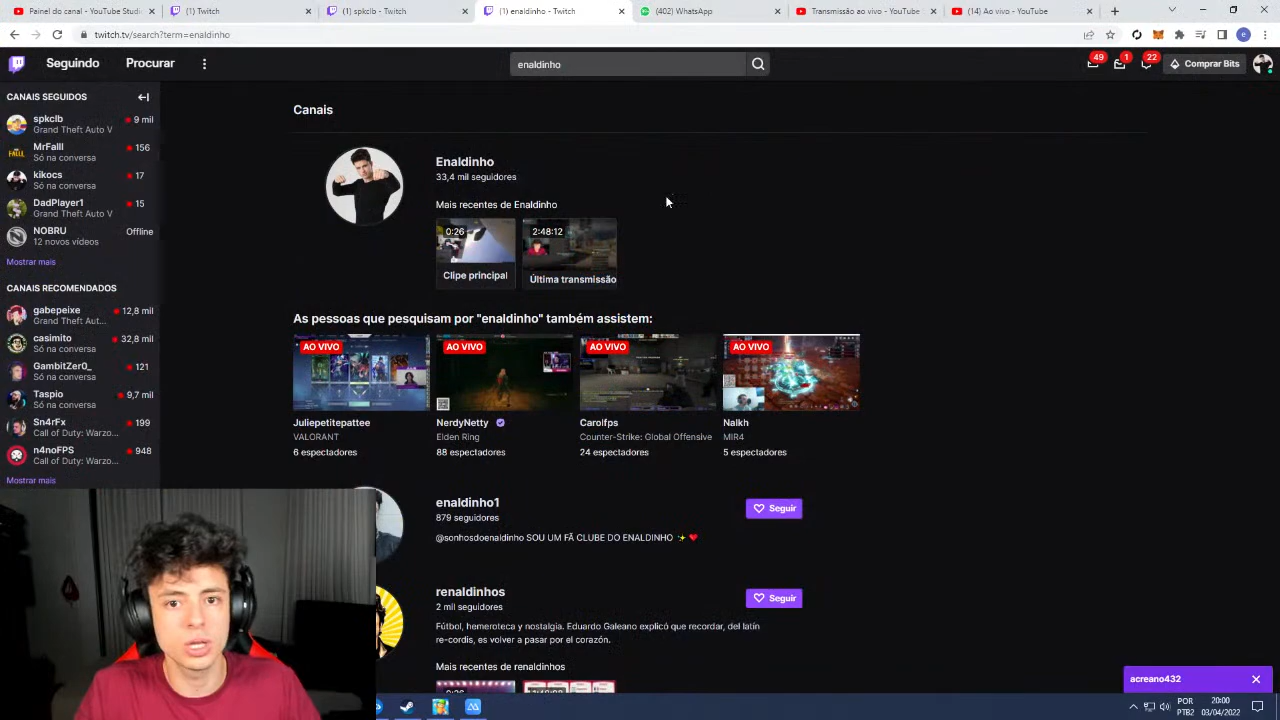 Painel do canal - YouTube Studio
(1) Twitch
(1) spkclb - Twitch
(1) enaldinho - Twitch
(402) WhatsApp
Transmissão ao vivo - YouTube
(14) Ao vivo - YouTube
twitch.tv/search?term=enaldinho
e
Seguindo
Procurar
enaldinho
49
1
22
Comprar Bits
CANAIS SEGUIDOS
spkclb
9 mil
Grand Theft Auto V
MrFalll
156
Só na conversa
kikocs
17
Só na conversa
DadPlayer1
15
Grand Theft Auto V
NOBRU
Offline
12 novos vídeos
Mostrar mais
CANAIS RECOMENDADOS
gabepeixe
12,8 mil
Grand Theft Aut...
casimito
32,8 mil
Só na conversa
GambitZer0_
121
Só na conversa
Taspio
9,7 mil
Só na conversa
Sn4rFx
199
Call of Duty: Warzo...
n4noFPS
948
Call of Duty: Warzo...
Mostrar mais
Canais
Enaldinho
33,4 mil seguidores
Mais recentes de Enaldinho
0:26
2:48:12
Clipe principal
Última transmissão
As pessoas que pesquisam por "enaldinho" também assistem:
AO VIVO
AO VIVO
AO VIVO
AO VIVO
Juliepetitepattee
VALORANT
6 espectadores
NerdyNetty
Elden Ring
88 espectadores
Carolfps
Counter-Strike: Global Offensive
24 espectadores
Nalkh
MIR4
5 espectadores
enaldinho1
879 seguidores
Seguir
@sonhosdoenaldinho SOU UM FÃ CLUBE DO ENALDINHO ✨❤️
renaldinhos
2 mil seguidores
Seguir
Fútbol, hemeroteca y nostalgia. Eduardo Galeano explicó que recordar, del latín
re-cordis, es volver a pasar por el corazón.
Mais recentes de renaldinhos
acreano432
POR
PTB2
20:00
03/04/2022